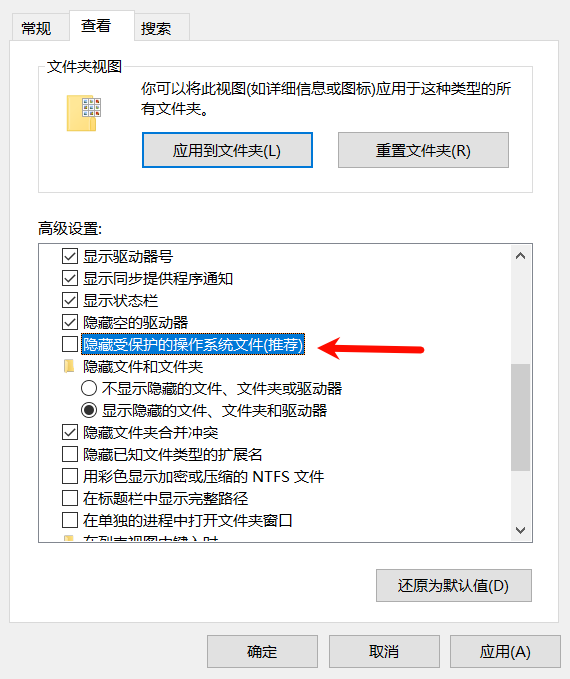 常规
查看
搜索
文件夹视图
你可以将此视图(如详细信息或图标)应用于这种类型的所
有文件夹。
应用到文件夹(L)
重置文件夹(R)
高级设置:
显示驱动器号
显示同步提供程序通知
显示状态栏
隐藏空的驱动器
隐藏受保护的操作系统文件(推荐)
隐藏文件和文件夹
不显示隐藏的文件、文件夹或驱动器
显示隐藏的文件、文件夹和驱动器
隐藏文件夹合并冲突
隐藏已知文件类型的扩展名
用彩色显示加密或压缩的 NTFS 文件
在标题栏中显示完整路径
在单独的进程中打开文件夹窗口
在列表视图中键入时
还原为默认值(D)
确定
取消
应用(A)